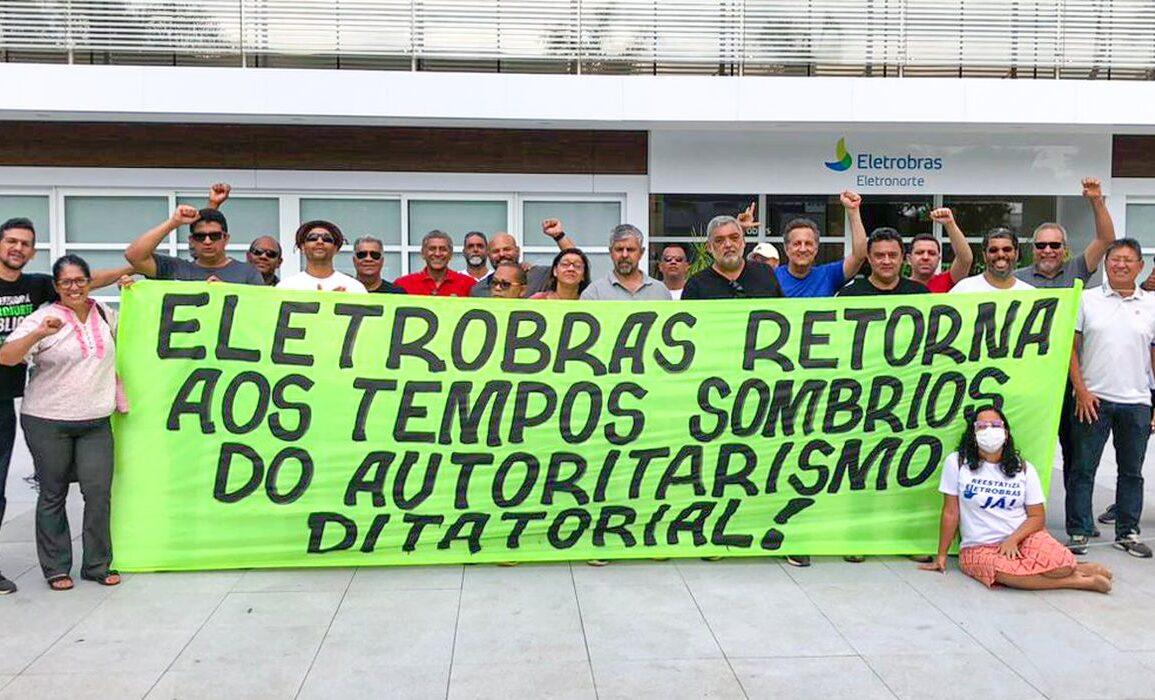 Eletrobras
Eletronorte
ELETROBRAS RETORNA
AOS TEMPOS SOMBRIOS
DO AUTORITARISMO
DITATORIAL!
REESTATIZA
ELETROBRAS
JÁ!